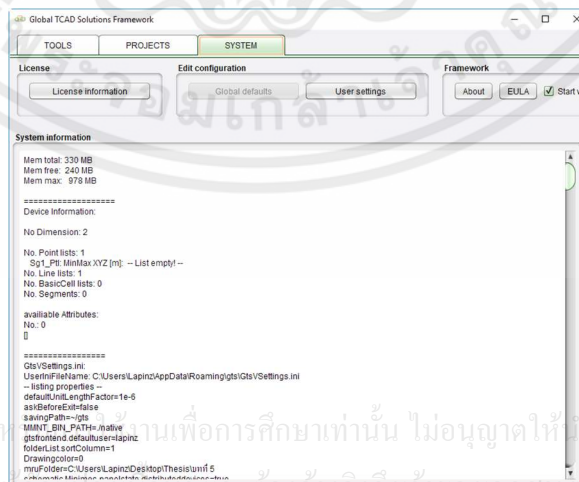 Global TCAD Solutions Framework
TOOLS PROJECTS SYSTEM
License Edit configuration Framework
License information Global defaults User settings About EULA Start
System information
Mem total: 330 MB
Mem free: 240 MB
Mem max: 978 MB
===================
Device Information:
No Dimension: 2
No. Point lists: 1
Sg1_Ptl: MinMax XYZ [m]: -- List empty! --
No. Line lists: 1
No. BasicCell lists: 0
No. Segments: 0
availiable Attributes:
No.: 0
[]
=================
GtsVSettings.ini:
UserIniFileName: C:\Users\Lapinz\AppData\Roaming\gts\GtsVSettings.ini
-- listing properties --
defaultUnitLengthFactor=1e-6
askBeforeExit=false
savingPath=~/gts
MMNT_BIN_PATH=./native
gtsfrontend.defaultuser=lapinz
folderList.sortColumn=1
Drawingcolor=0
mruFolder=C:\Users\Lapinz\Desktop\Thesis\บทที่ 5
schematic.Minimos.panelstate.distributeddevices=true
งานเพื่อการศึกษาเท่านั้น ไม่อนุญาตให้